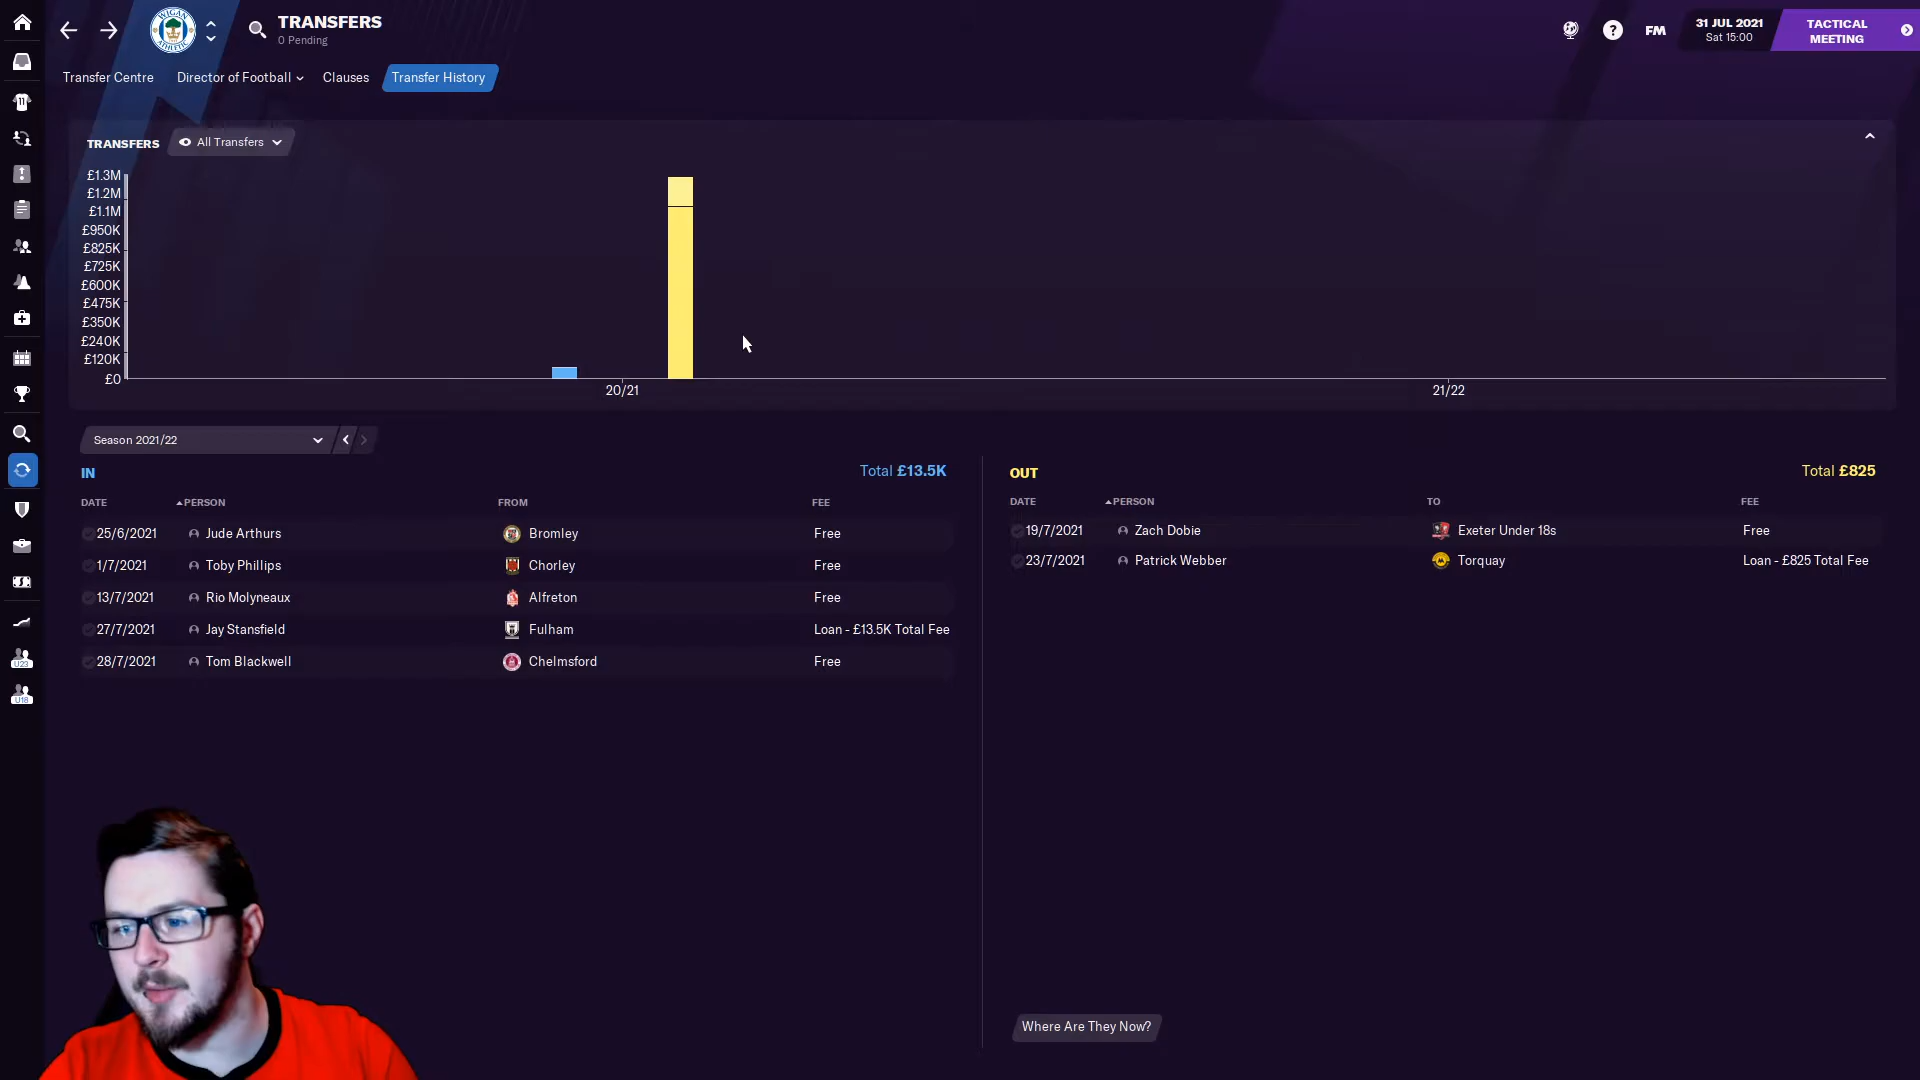 TRANSFERS
0 Pending
FM
31 JUL 2021
Sat 15:00
TACTICAL
MEETING
Transfer Centre
Director of Football
Clauses
Transfer History
TRANSFERS
All Transfers
£1.3M
£1.2M
£1.1M
£950K
£825K
£725K
£600K
£475K
£350K
£240K
£120K
£0
20/21
21/22
Season 2021/22
IN
Total £13.5K
DATE PERSON FROM FEE
25/6/2021 Jude Arthurs Bromley Free
1/7/2021 Toby Phillips Chorley Free
13/7/2021 Rio Molyneaux Alfreton Free
27/7/2021 Jay Stansfield Fulham Loan - £13.5K Total Fee
28/7/2021 Tom Blackwell Chelmsford Free
OUT
Total £825
DATE PERSON TO FEE
19/7/2021 Zach Dobie Exeter Under 18s Free
23/7/2021 Patrick Webber Torquay Loan - £825 Total Fee
Where Are They Now?
WIGAN
ATHLETIC
11
U23
U18